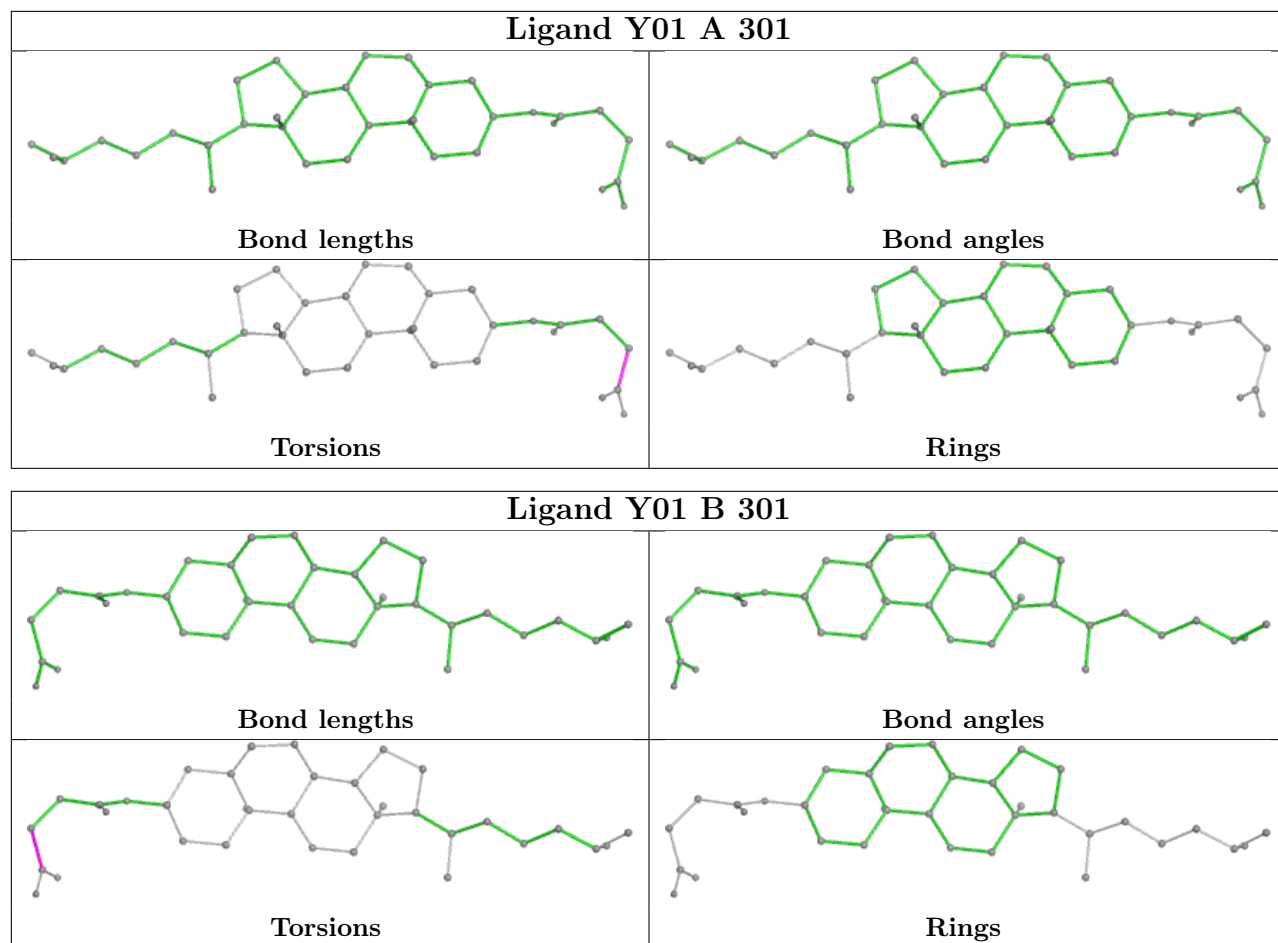 Ligand Y01 A 301
Bond lengths
Bond angles
Torsions
Rings
Ligand Y01 B 301
Bond lengths
Bond angles
Torsions
Rings